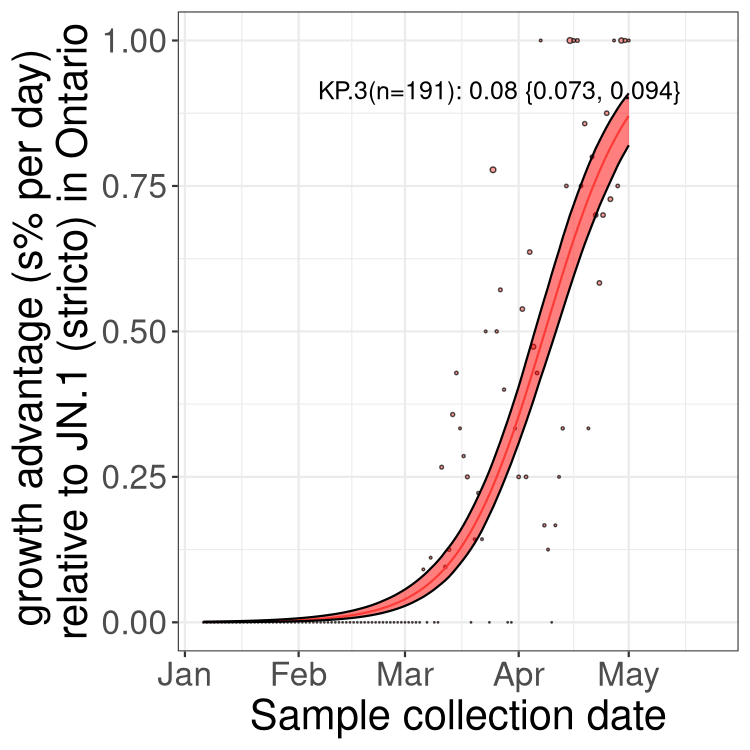 growth advantage (s% per day)
relative to JN.1 (stricto) in Ontario
1.00
0.75
0.50
0.25
0.00
KP.3(n=191): 0.08 {0.073, 0.094}
Jan Feb Mar Apr May
Sample collection date